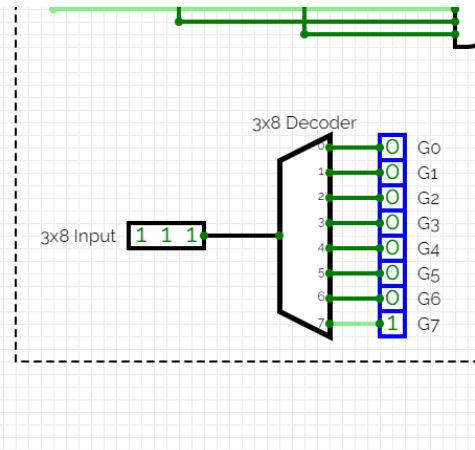 3x8 Decoder
0 0 G0
1 0 G1
2 0 G2
3 0 G3
3x8 Input 1 1 1
4 0 G4
5 0 G5
6 0 G6
7 1 G7